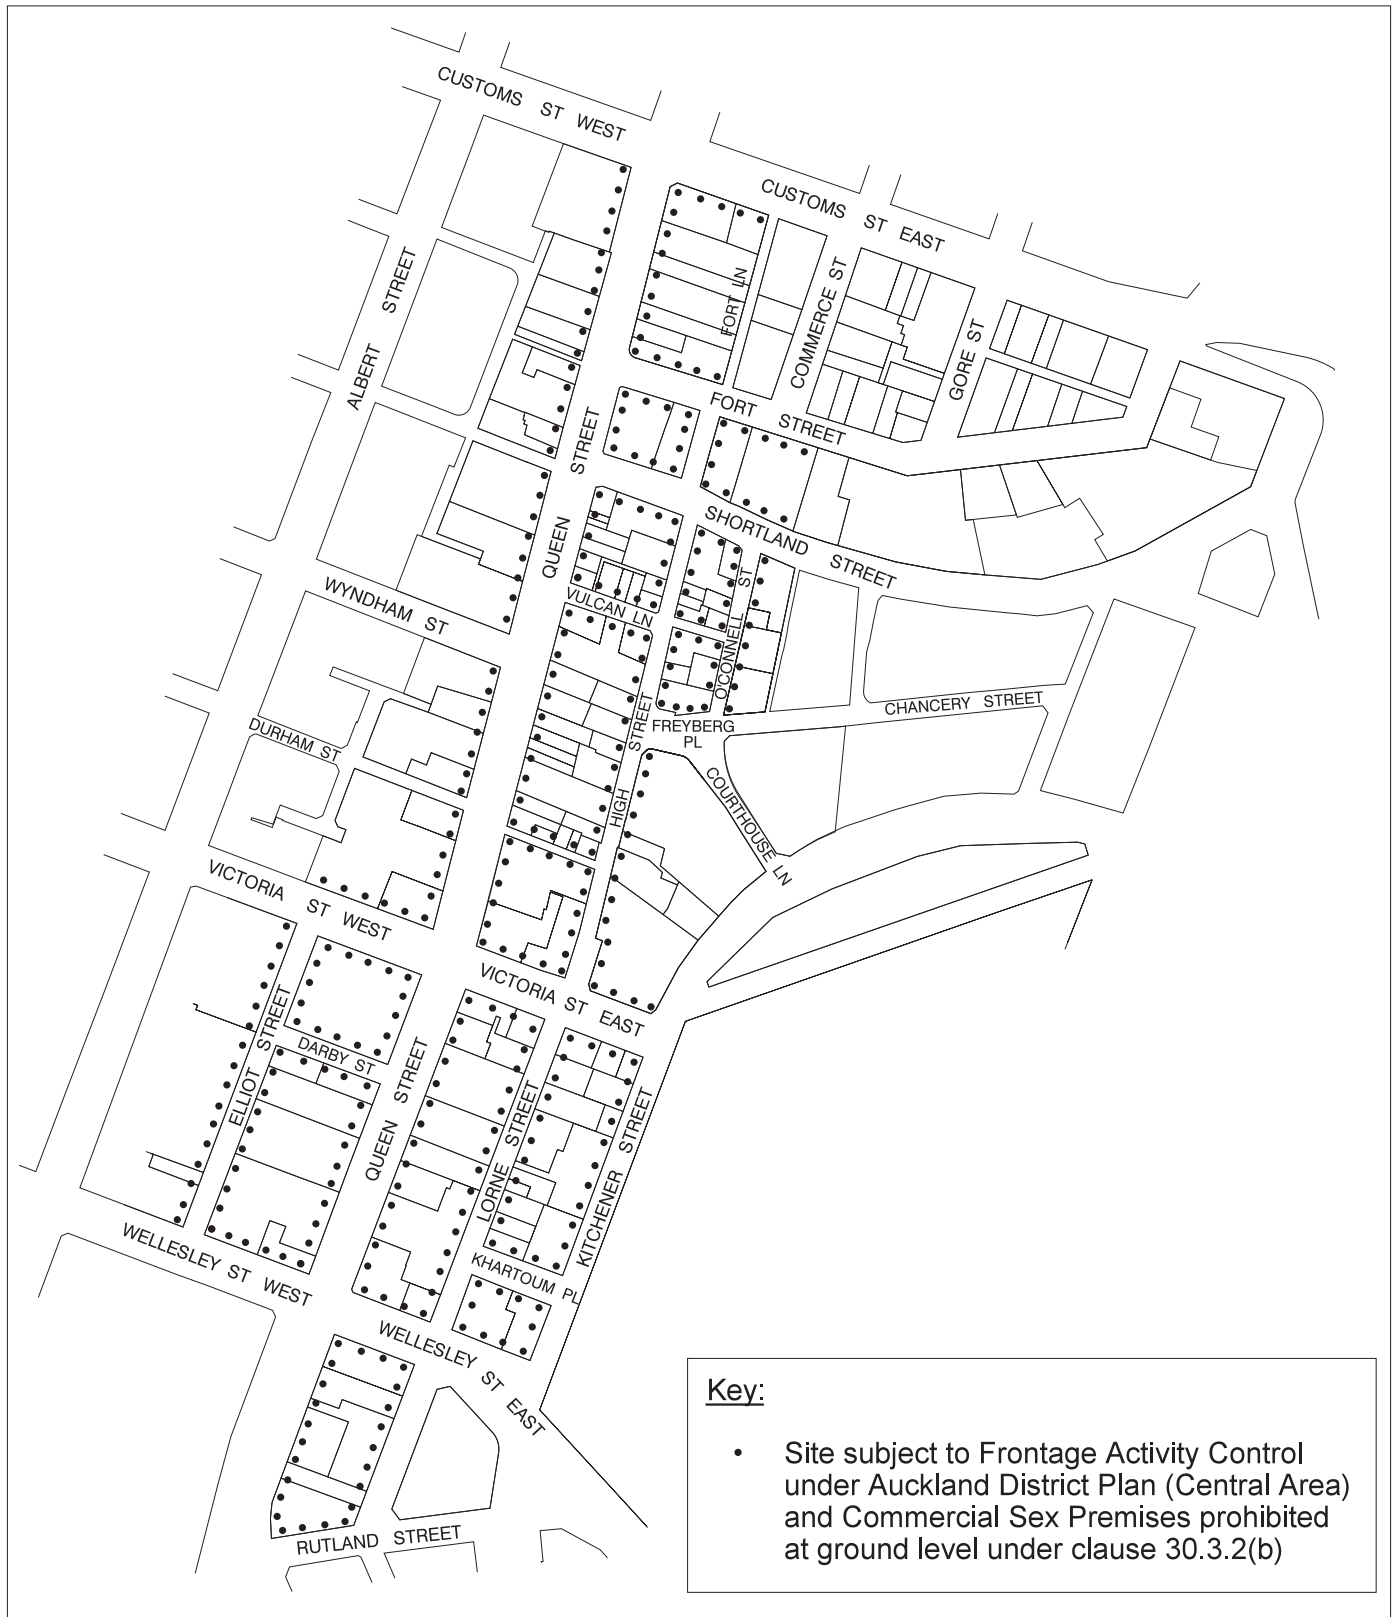 CUSTOMS ST WEST
CUSTOMS ST EAST
ALBERT STREET
FORT LN
COMMERCE ST
GORE ST
FORT STREET
QUEEN STREET
SHORTLAND STREET
WYNDHAM ST
VULCAN LN
O'CONNELL ST
CHANCERY STREET
FREYBERG
PL
DURHAM ST
HIGH STREET
COURTHOUSE LN
VICTORIA ST WEST
VICTORIA ST EAST
ELLIOT STREET
DARBY ST
QUEEN STREET
LORNE STREET
KITCHENER STREET
WELLESLEY ST WEST
KHARTOUM PL
WELLESLEY ST EAST
RUTLAND STREET
Key:
• Site subject to Frontage Activity Control
under Auckland District Plan (Central Area)
and Commercial Sex Premises prohibited
at ground level under clause 30.3.2(b)